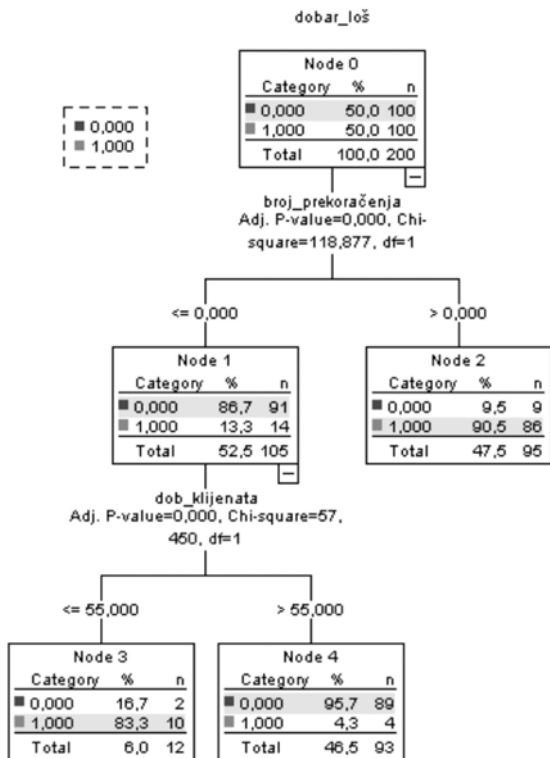 dobar_loš
Node 0
Category % n
0,000 50,0 100
1,000 50,0 100
Total 100,0 200
0,000
1,000
broj_prekoračenja
Adj. P-value=0,000, Chi-
square=118,877, df=1
<= 0,000
> 0,000
Node 1
Category % n
0,000 86,7 91
1,000 13,3 14
Total 52,5 105
Node 2
Category % n
0,000 9,5 9
1,000 90,5 86
Total 47,5 95
dob_klijenata
Adj. P-value=0,000, Chi-square=57,
450, df=1
<= 55,000
> 55,000
Node 3
Category % n
0,000 16,7 2
1,000 83,3 10
Total 6,0 12
Node 4
Category % n
0,000 95,7 89
1,000 4,3 4
Total 46,5 93